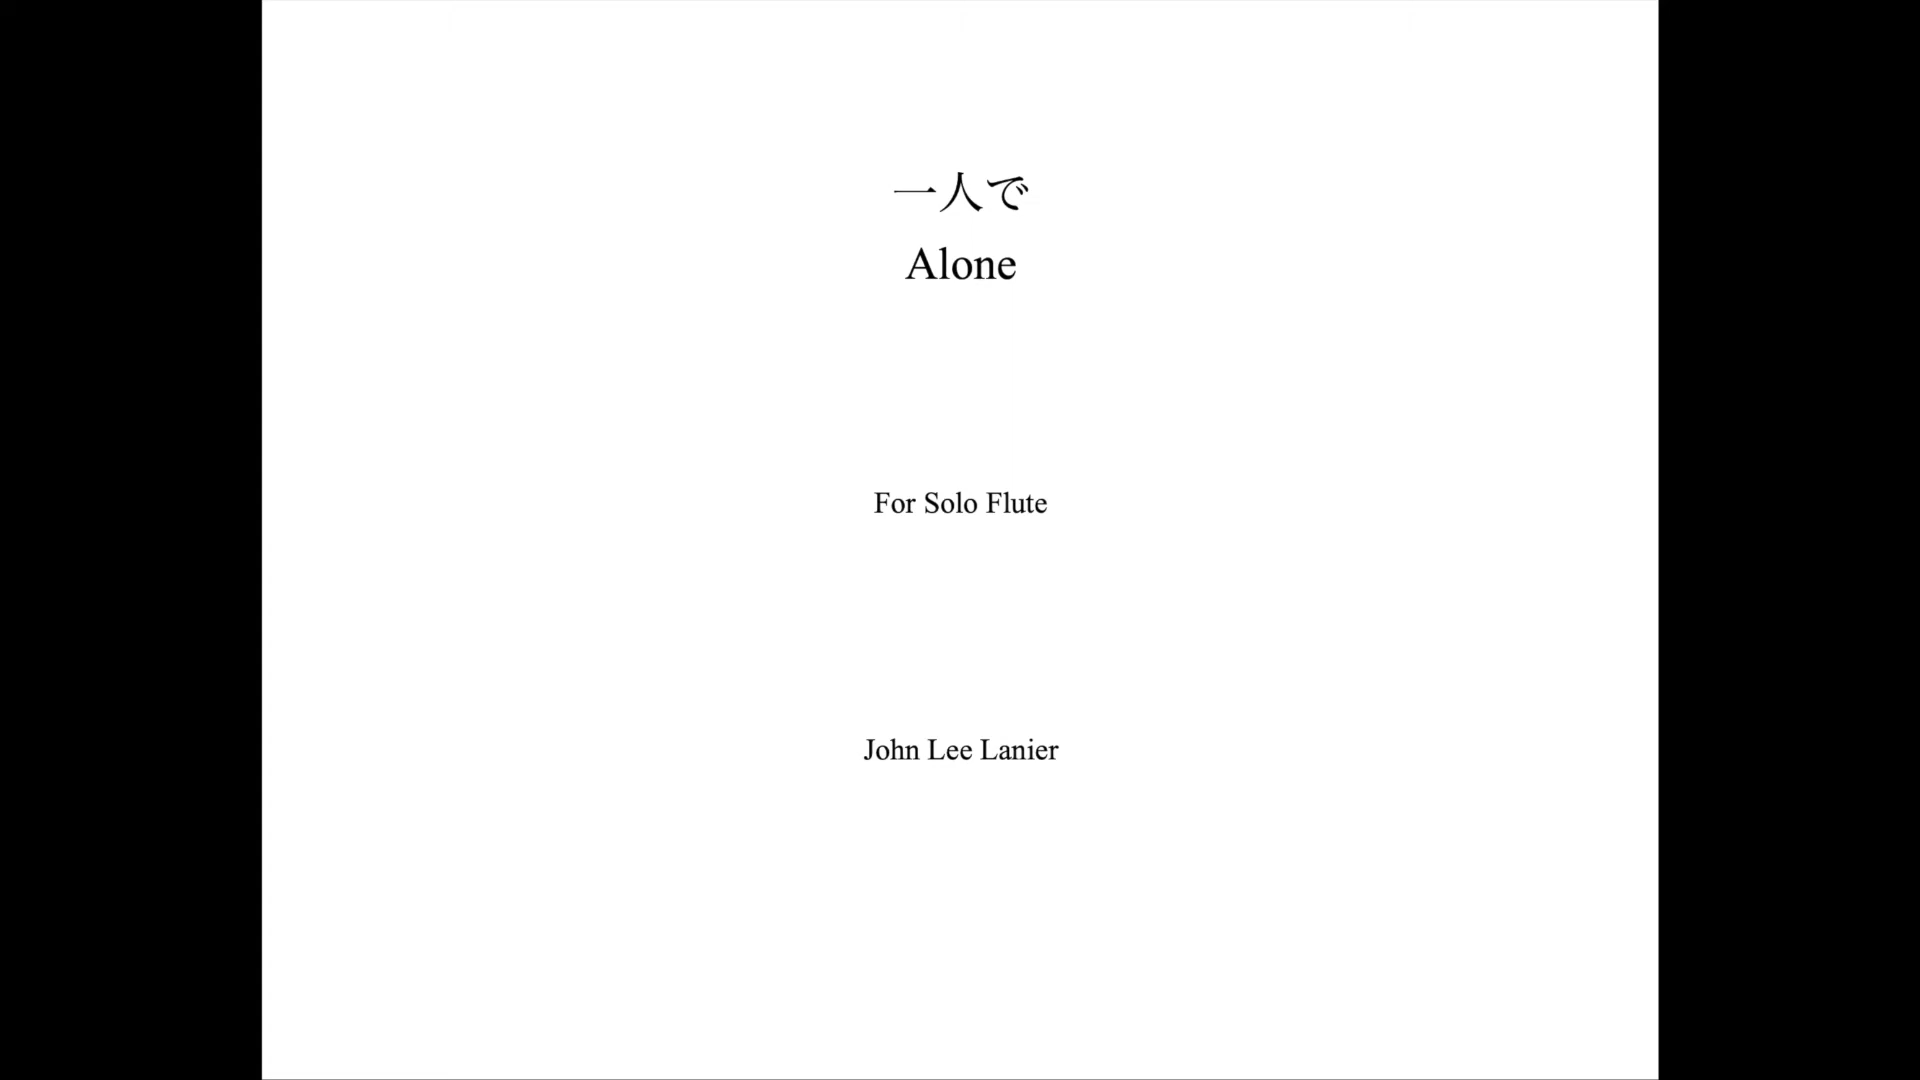 一人で
Alone
For Solo Flute
John Lee Lanier